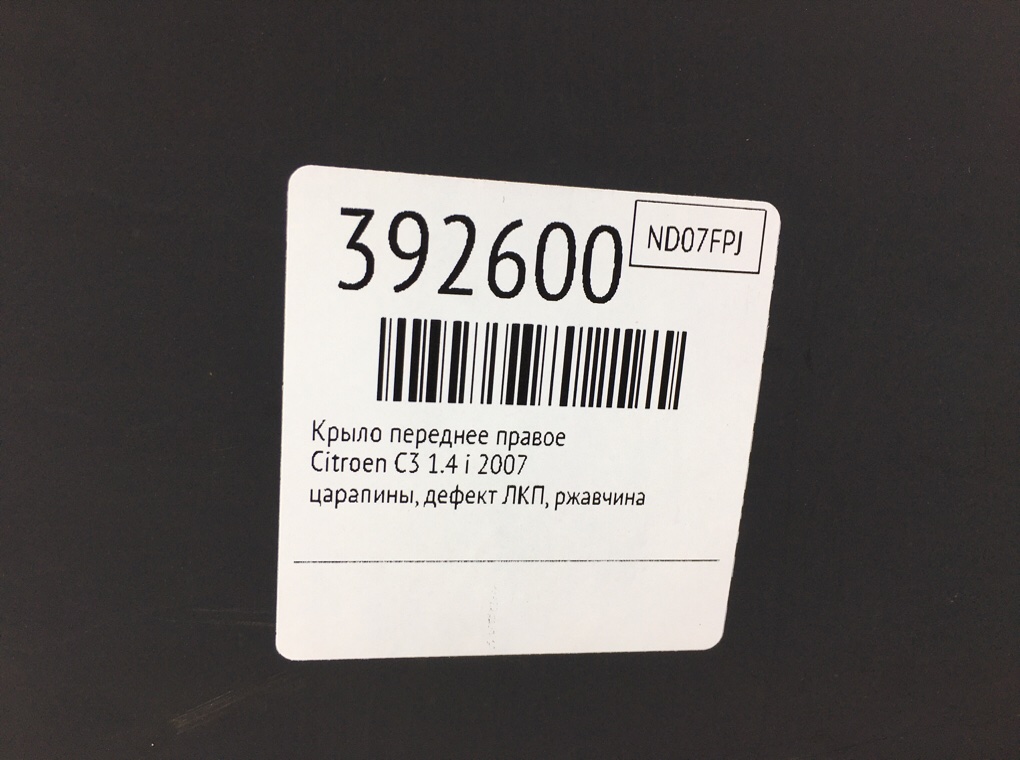 392600
ND07FPJ
Крыло переднее правое
Citroen C3 1.4 i 2007
царапины, дефект ЛКП, ржавчина